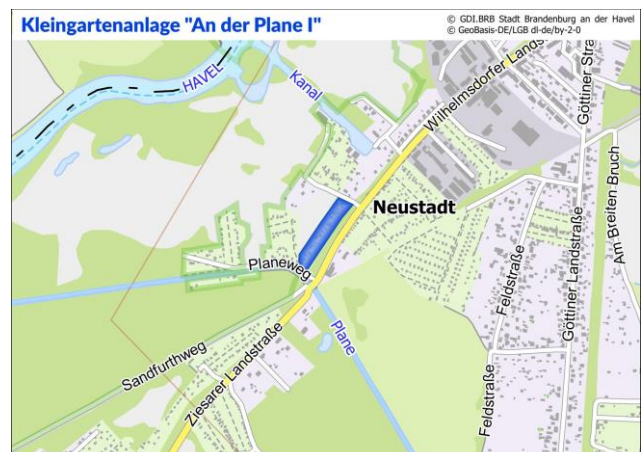 Kleingartenanlage "An der Plane I"
© GDI.BRB Stadt Brandenburg an der Havel
© GeoBasis-DE/LGB dl-de/by-2-0
HAVEL
Kanal
Wilhelmsdorfer Lands
Göttiner Stra
Neustadt
Am Breiten Bruch
Planeweg
Feldstraße
Göttiner Landstraße
Plane
Sandfurthweg
Ziesarer Landstraße
Feldstraße